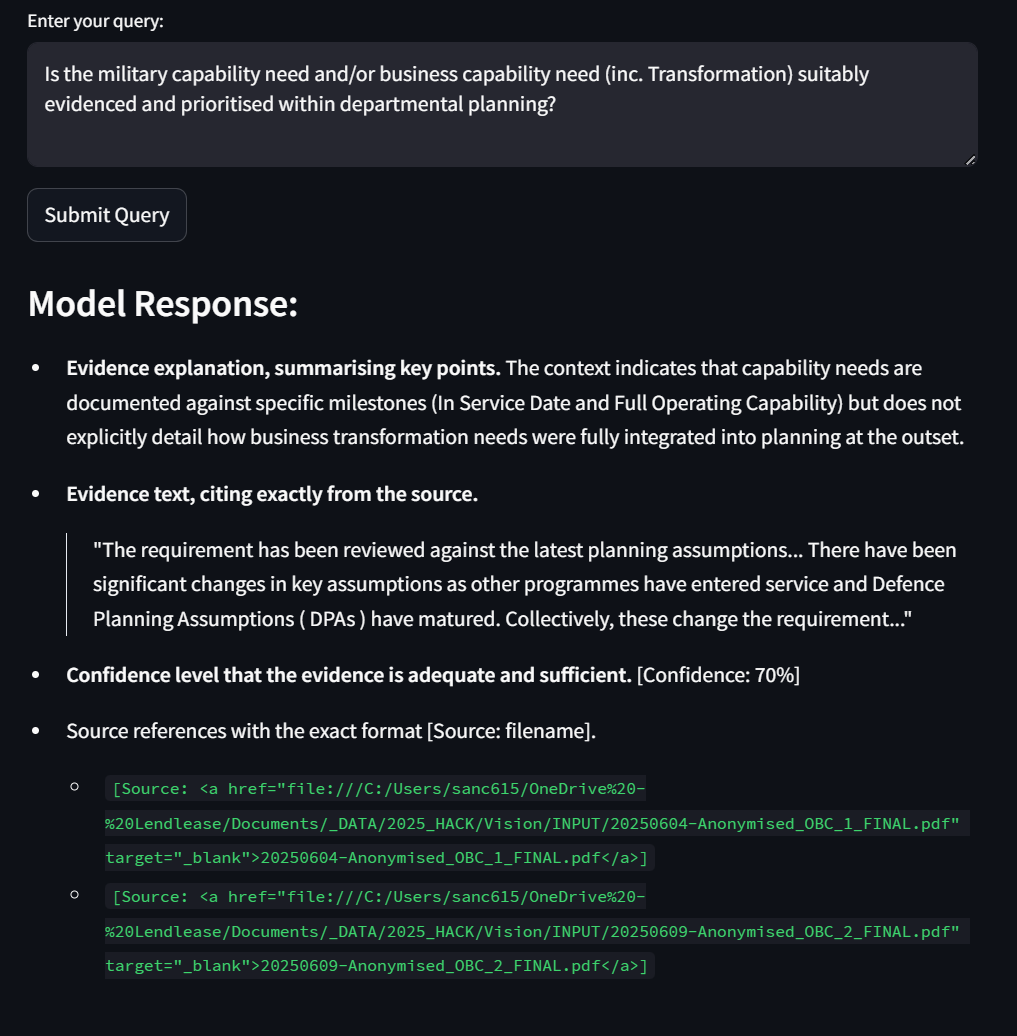 Enter your query:
Is the military capability need and/or business capability need (inc. Transformation) suitably
evidenced and prioritised within departmental planning?
Submit Query
Model Response:
• Evidence explanation, summarising key points. The context indicates that capability needs are
documented against specific milestones (In Service Date and Full Operating Capability) but does not
explicitly detail how business transformation needs were fully integrated into planning at the outset.
• Evidence text, citing exactly from the source.
"The requirement has been reviewed against the latest planning assumptions... There have been
significant changes in key assumptions as other programmes have entered service and Defence
Planning Assumptions ( DPAs ) have matured. Collectively, these change the requirement..."
• Confidence level that the evidence is adequate and sufficient. [Confidence: 70%]
• Source references with the exact format [Source: filename].
◦ [Source: <a href="file:///C:/Users/sanc615/OneDrive%20-
%20Lendlease/Documents/_DATA/2025_HACK/Vision/INPUT/20250604-Anonymised_OBC_1_FINAL.pdf"
target="_blank">20250604-Anonymised_OBC_1_FINAL.pdf</a>]
◦ [Source: <a href="file:///C:/Users/sanc615/OneDrive%20-
%20Lendlease/Documents/_DATA/2025_HACK/Vision/INPUT/20250609-Anonymised_OBC_2_FINAL.pdf"
target="_blank">20250609-Anonymised_OBC_2_FINAL.pdf</a>]